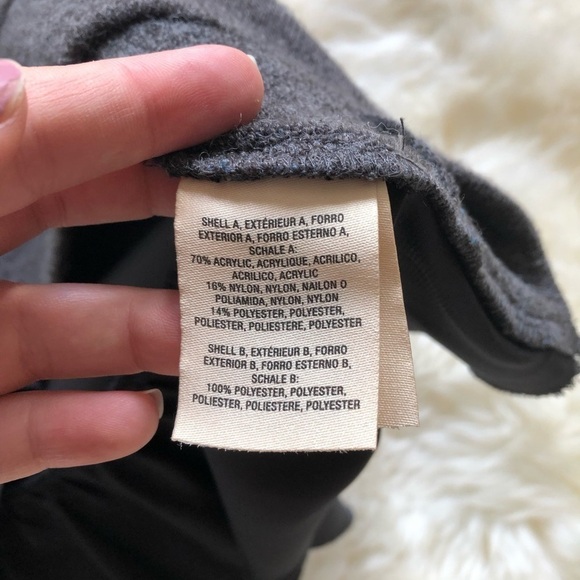 SHELL A, EXTÉRIEUR A, FORRO
EXTERIOR A, FORRO ESTERNO A,
SCHALE A:
70% ACRYLIC, ACRYLIQUE, ACRILICO,
ACRILICO, ACRYLIC
16% NYLON, NYLON, NAILON O
POLIAMIDA, NYLON, NYLON
14% POLYESTER, POLYESTER,
POLIESTER, POLIESTERE, POLYESTER
SHELL B, EXTÉRIEUR B, FORRO
EXTERIOR B, FORRO ESTERNO B,
SCHALE B:
100% POLYESTER, POLYESTER,
POLIESTER, POLIESTERE, POLYESTER